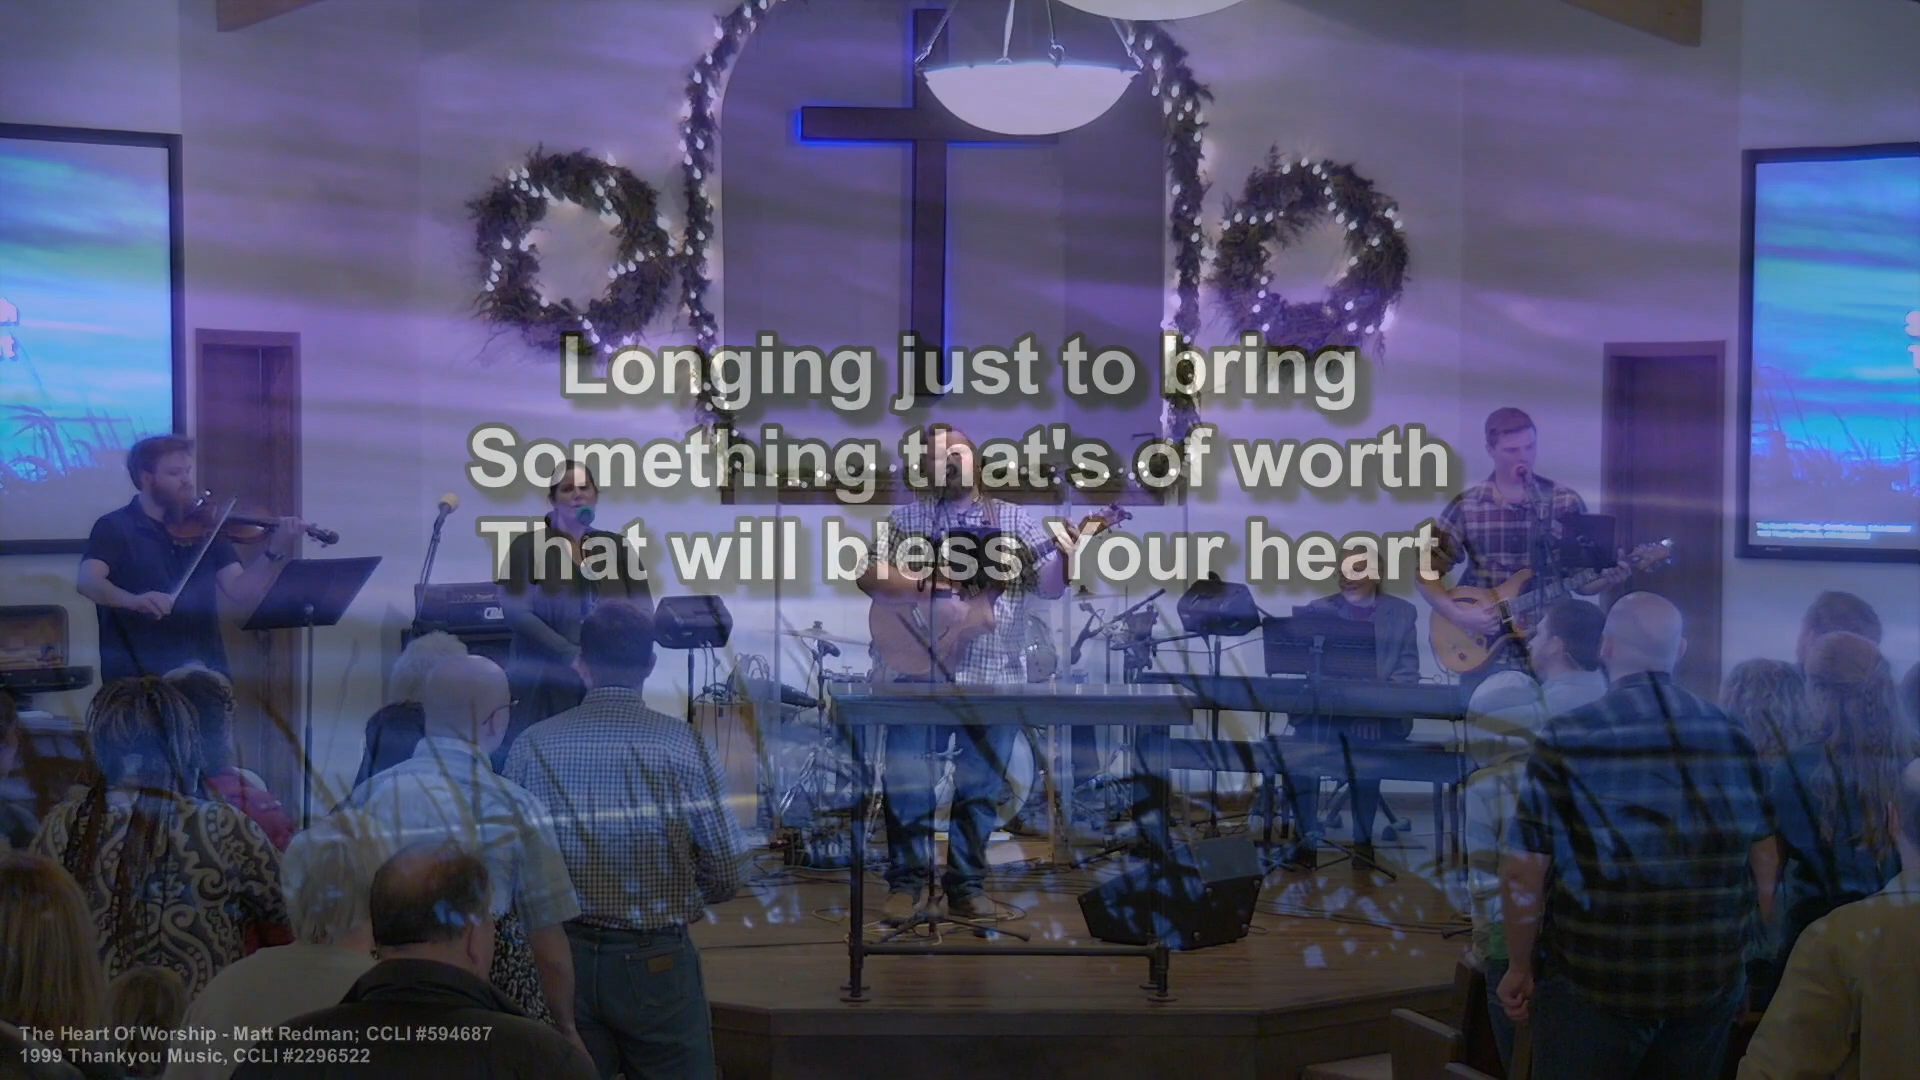 Longing just to bring
Something that's of worth
That will bless Your heart
The Heart Of Worship - Matt Redman; CCLI #594687
1999 Thankyou Music, CCLI #2296522